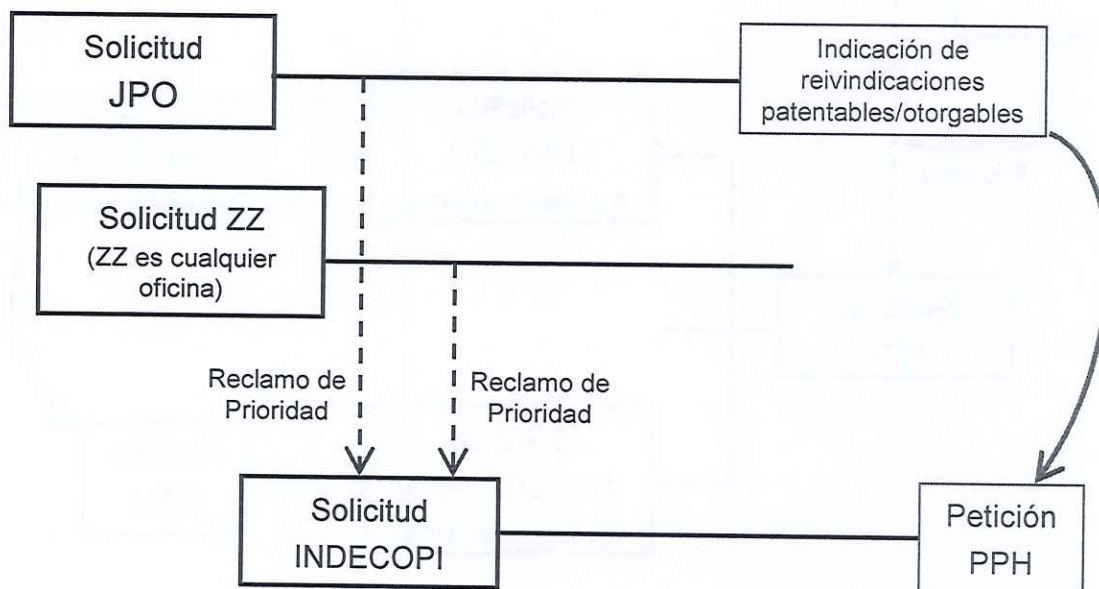 Solicitud
JPO
Indicación de
reivindicaciones
patentables/otorgables
Solicitud ZZ
(ZZ es cualquier
oficina)
Reclamo de
Prioridad
Reclamo de
Prioridad
Solicitud
INDECOPI
Petición
PPH